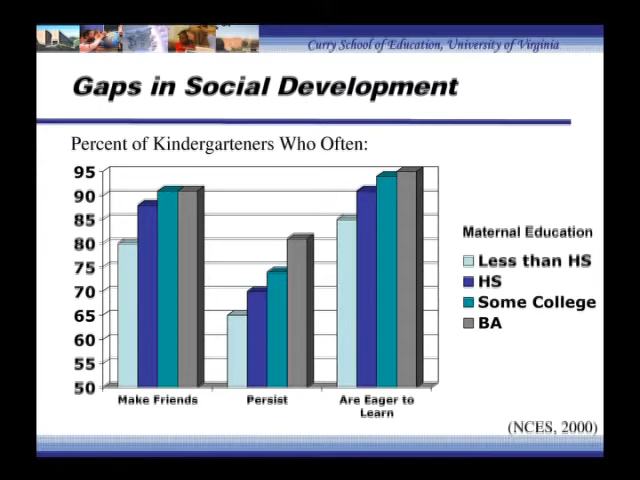 Curry School of Education, University of Virginia
Gaps in Social Development
Percent of Kindergarteners Who Often:
95
90
85
80
75
70
65
60
55
50
Make Friends
Persist
Are Eager to
Learn
Maternal Education
Less than HS
HS
Some College
BA
(NCES, 2000)